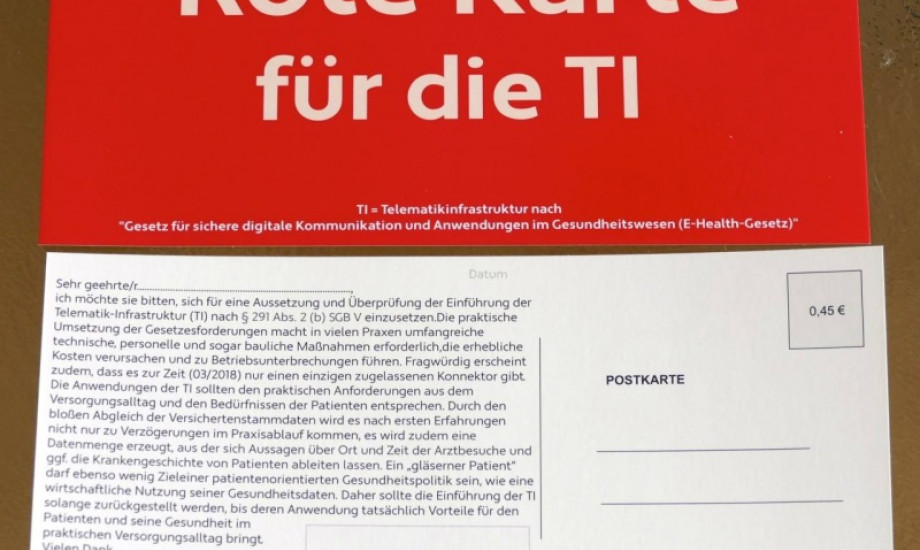 Rote Karte
für die TI
TI = Telematikinfrastruktur nach
"Gesetz für sichere digitale Kommunikation und Anwendungen im Gesundheitswesen (E-Health-Gesetz)"
Datum
Sehr geehrte/r............................................................,
ich möchte sie bitten, sich für eine Aussetzung und Überprüfung der Einführung der
Telematik-Infrastruktur (TI) nach § 291 Abs. 2 (b) SGB V einzusetzen.Die praktische
Umsetzung der Gesetzesforderungen macht in vielen Praxen umfangreiche
technische, personelle und sogar bauliche Maßnahmen erforderlich,die erhebliche
Kosten verursachen und zu Betriebsunterbrechungen führen. Fragwürdig erscheint
zudem, dass es zur Zeit (03/2018) nur einen einzigen zugelassenen Konnektor gibt.
Die Anwendungen der TI sollten den praktischen Anforderungen aus dem
Versorgungsalltag und den Bedürfnissen der Patienten entsprechen. Durch den
bloßen Abgleich der Versichertenstammdaten wird es nach ersten Erfahrungen
nicht nur zu Verzögerungen im Praxisablauf kommen, es wird zudem eine
Datenmenge erzeugt, aus der sich Aussagen über Ort und Zeit der Arztbesuche und
ggf. die Krankengeschichte von Patienten ableiten lassen. Ein „gläserner Patient"
darf ebenso wenig Zieleiner patientenorientierten Gesundheitspolitik sein, wie eine
wirtschaftliche Nutzung seiner Gesundheitsdaten. Daher sollte die Einführung der TI
solange zurückgestellt werden, bis deren Anwendung tatsächlich Vorteile für den
Patienten und seine Gesundheit im
praktischen Versorgungsalltag bringt.
Vielen Dank
0,45 €
POSTKARTE